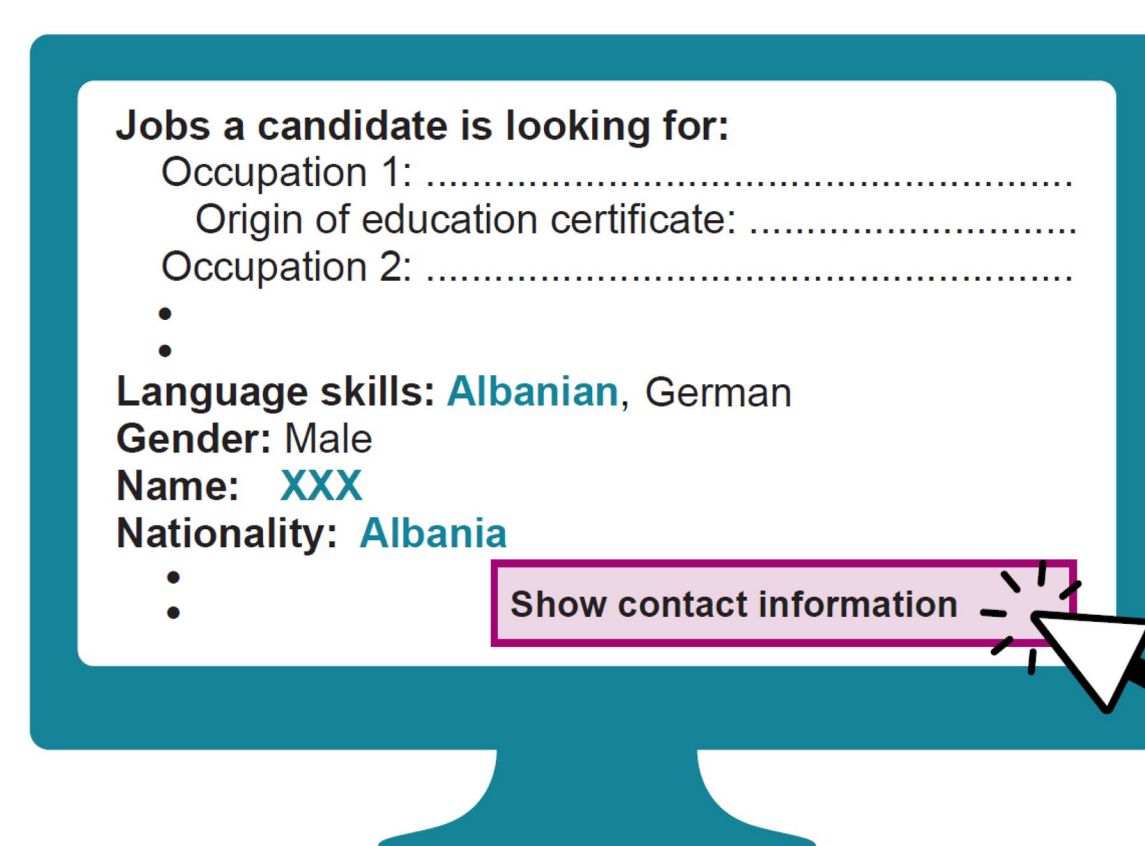 Jobs a candidate is looking for:
Occupation 1: .........................................................
Origin of education certificate: .............................
Occupation 2: .........................................................
•
•
Language skills: Albanian, German
Gender: Male
Name: XXX
Nationality: Albania
•
•
Show contact information